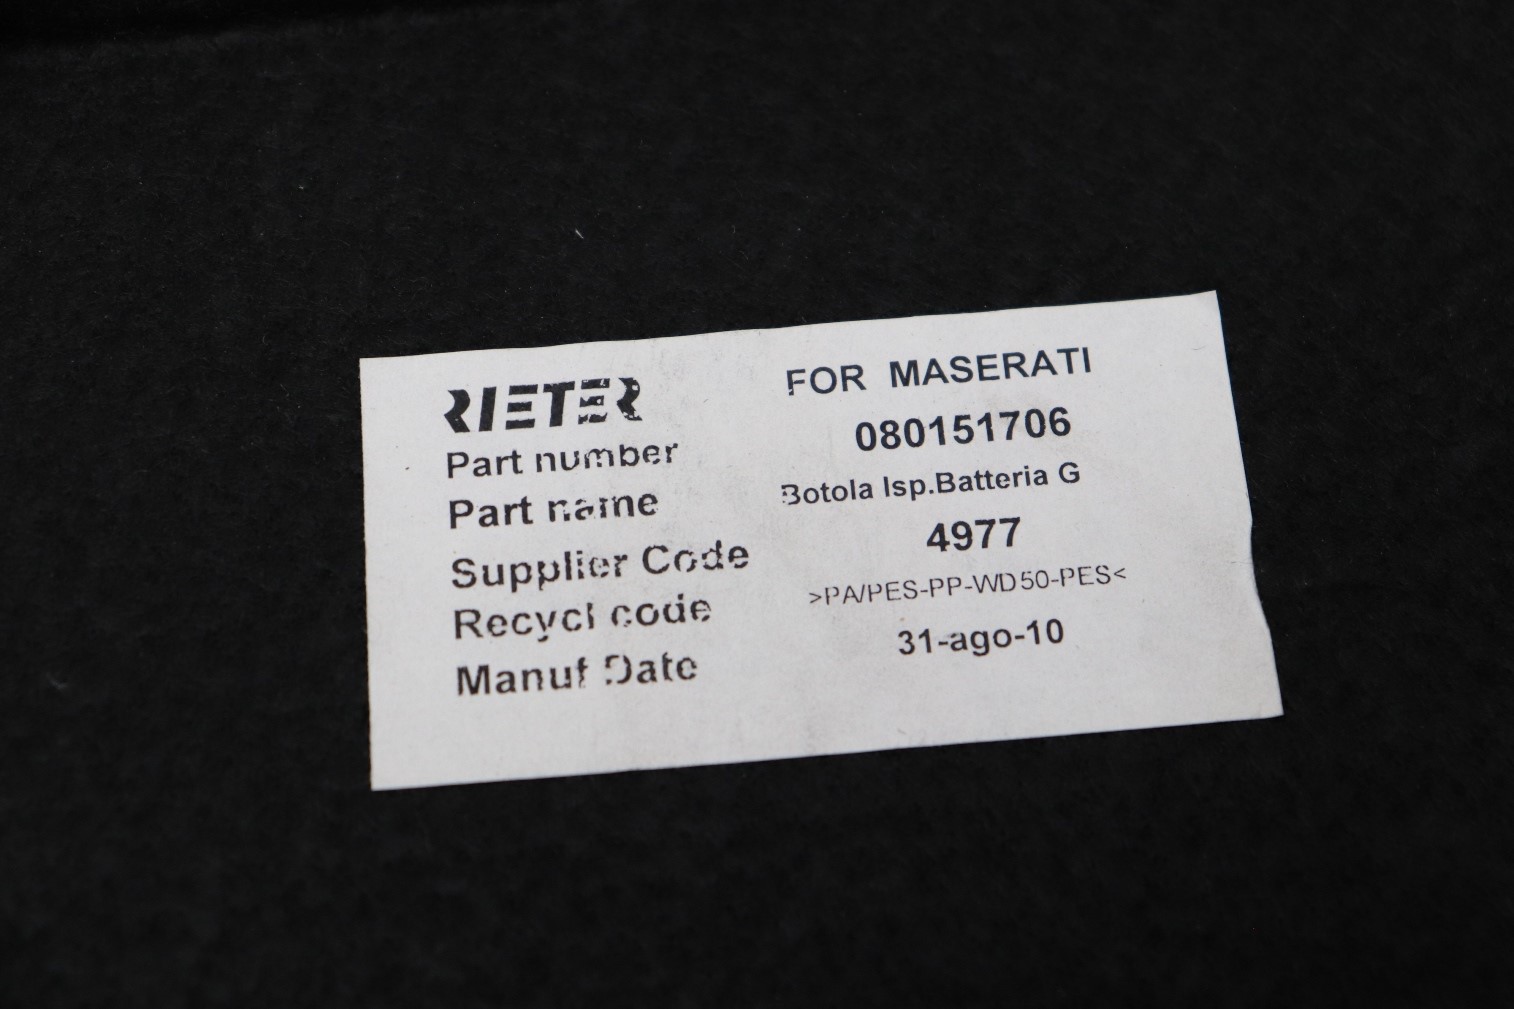 RIETER FOR MASERATI
Part number 080151706
Part name Botola Isp.Batteria G
Supplier Code 4977
Recycl code >PA/PES-PP-WD50-PES<
Manuf Date 31-ago-10